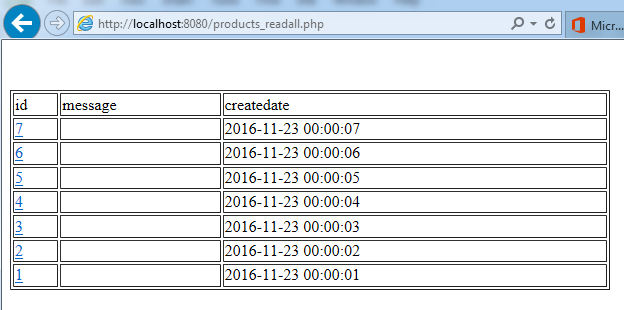 http://localhost:8080/products_readall.php
Micr...
id message createdate
7 2016-11-23 00:00:07
6 2016-11-23 00:00:06
5 2016-11-23 00:00:05
4 2016-11-23 00:00:04
3 2016-11-23 00:00:03
2 2016-11-23 00:00:02
1 2016-11-23 00:00:01